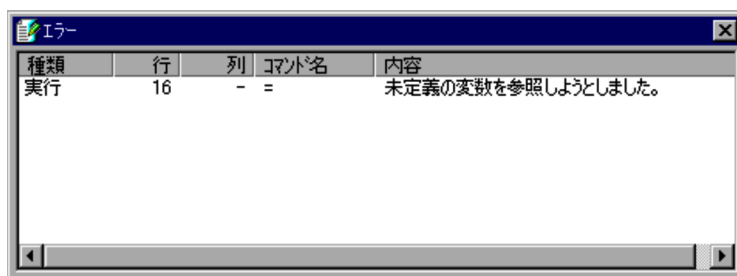 エラー
種類 行 列 コマンド名 内容
実行 16 - = 未定義の変数を参照しようとしました。